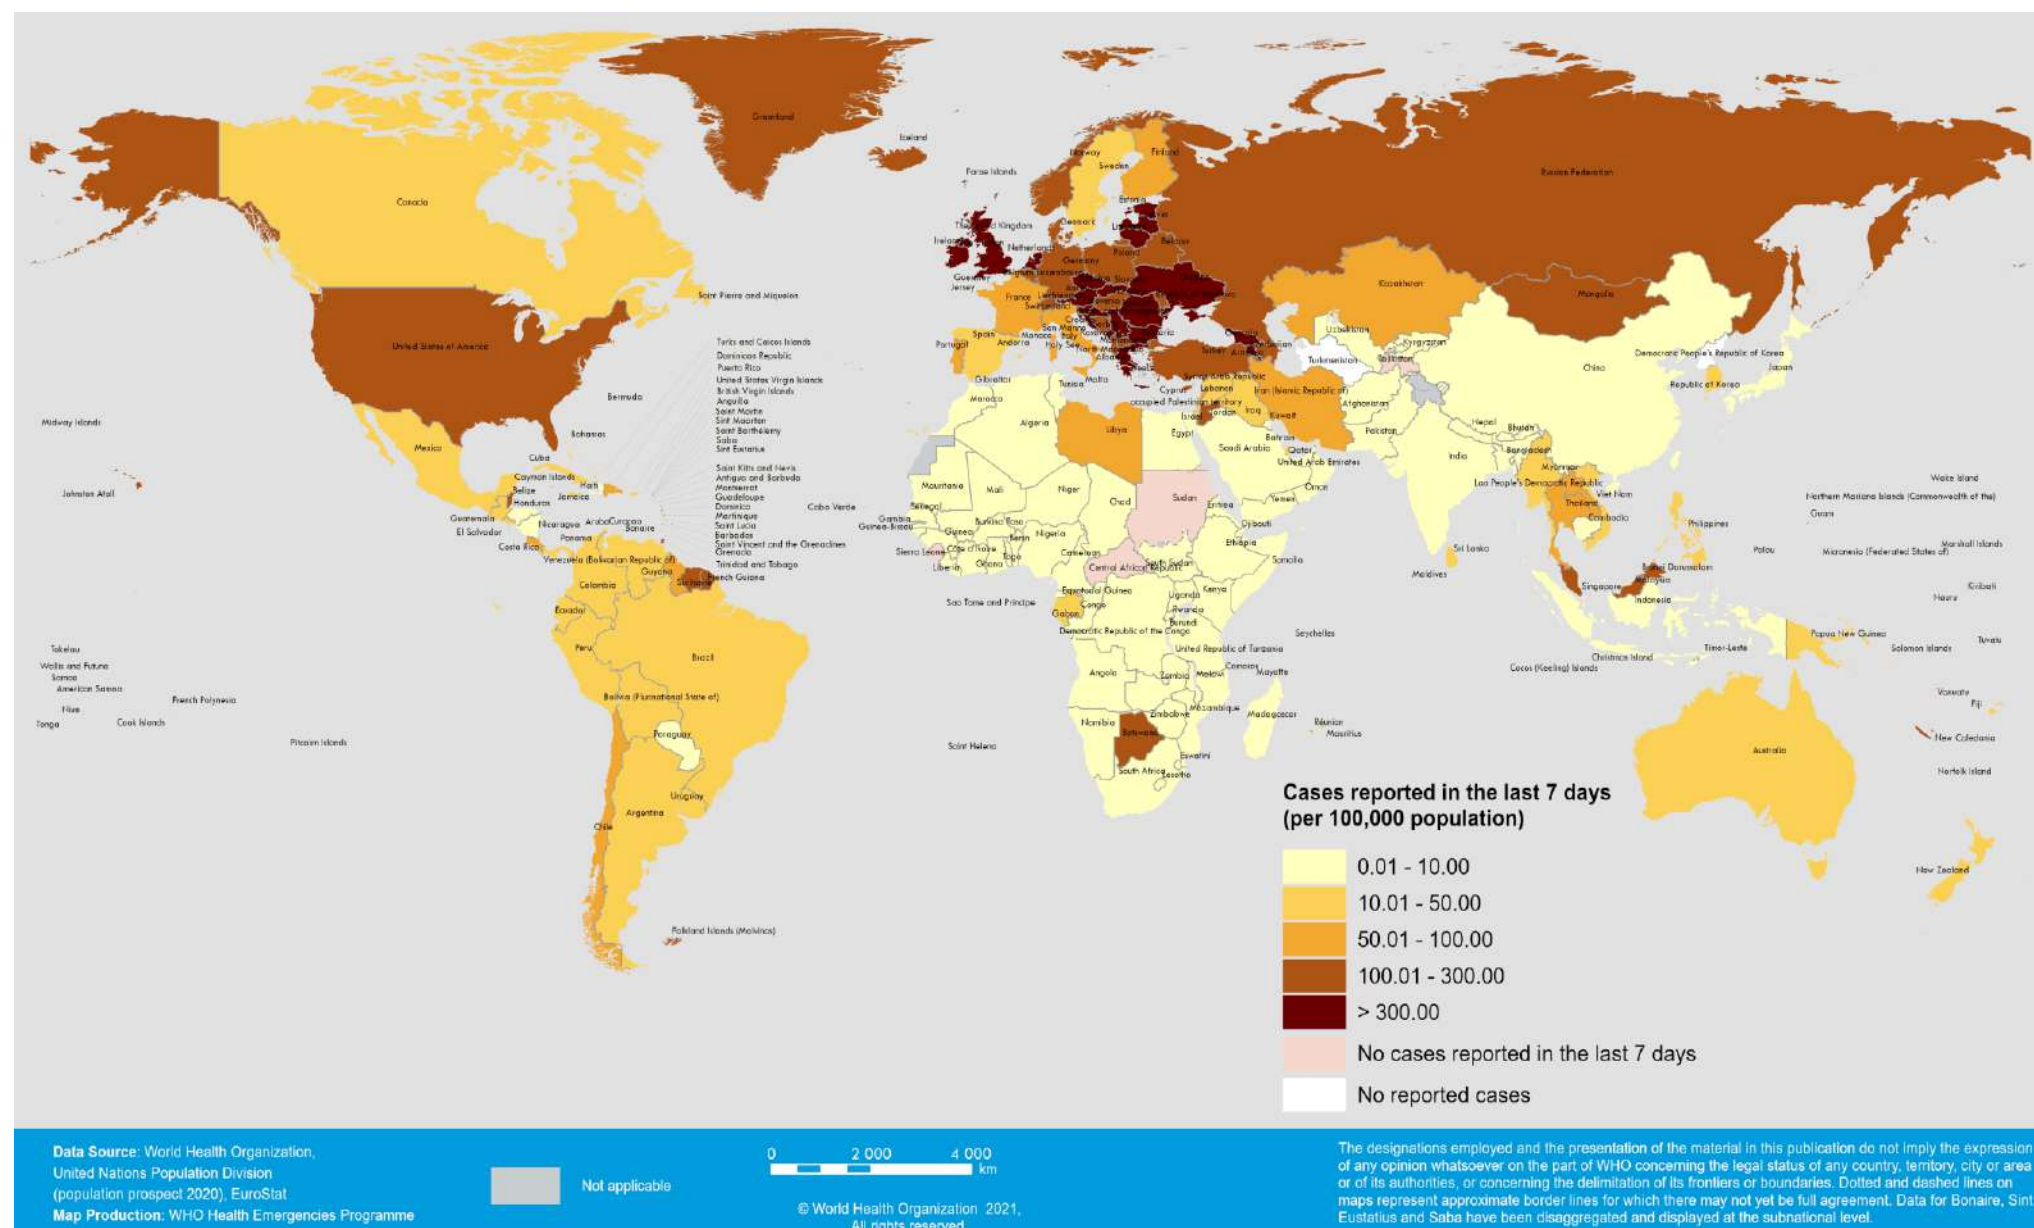 Greenland
Iceland
Faroe Islands
Norway
Sweden
Finland
Russian Federation
Canada
Estonia
Denmark
Kingdom
Netherlands
Belarus
Poland
Germany
Guernsey
Jersey
France
Saint Pierre and Miquelon
Kazakhstan
Mongolia
United States of America
Spain
Portugal
Andorra
Monaco
San Marino
Italy
Holy See
Gibraltar
Malta
Tunisia
Turkey
Cyprus
Lebanon
Syrian Arab Republic
occupied Palestinian territory
Israel
Jordan
Iraq
Kuwait
Iran (Islamic Republic of)
Uzbekistan
Turkmenistan
Kyrgyzstan
Tajikistan
Afghanistan
Pakistan
China
Democratic People's Republic of Korea
Republic of Korea
Japan
Turks and Caicos Islands
Dominican Republic
Puerto Rico
United States Virgin Islands
British Virgin Islands
Anguilla
Saint Martin
Sint Maarten
Saint Barthélemy
Saba
Sint Eustatius
Saint Kitts and Nevis
Antigua and Barbuda
Montserrat
Guadeloupe
Dominica
Martinique
Saint Lucia
Barbados
Saint Vincent and the Grenadines
Grenada
Trinidad and Tobago
Bermuda
Bahamas
Midway Islands
Johnston Atoll
Mexico
Cuba
Cayman Islands
Haiti
Belize
Jamaica
Honduras
Guatemala
El Salvador
Nicaragua
Aruba
Curacao
Bonaire
Costa Rica
Panama
Venezuela (Bolivarian Republic of)
Guyana
Suriname
French Guiana
Colombia
Ecuador
Peru
Brazil
Bolivia (Plurinational State of)
Paraguay
Uruguay
Argentina
Chile
Falkland Islands (Malvinas)
Tokelau
Wallis and Futuna
Samoa
American Samoa
Niue
Tonga
Cook Islands
French Polynesia
Pitcairn Islands
Morocco
Algeria
Libya
Egypt
Saudi Arabia
Bahrain
Qatar
United Arab Emirates
Oman
Yemen
Mauritania
Mali
Niger
Chad
Sudan
Eritrea
Djibouti
Ethiopia
Somalia
Cabo Verde
Senegal
Gambia
Guinea-Bissau
Guinea
Sierra Leone
Liberia
Côte d'Ivoire
Burkina Faso
Ghana
Togo
Benin
Nigeria
Cameroon
Central African Republic
South Sudan
Equatorial Guinea
Sao Tome and Principe
Gabon
Congo
Democratic Republic of the Congo
Uganda
Kenya
Rwanda
Burundi
United Republic of Tanzania
Seychelles
Comoros
Mayotte
Angola
Zambia
Malawi
Mozambique
Zimbabwe
Namibia
Botswana
Madagascar
Réunion
Mauritius
Eswatini
Lesotho
South Africa
Saint Helena
Nepal
Bhutan
India
Bangladesh
Myanmar
Lao People's Democratic Republic
Viet Nam
Thailand
Cambodia
Philippines
Sri Lanka
Maldives
Brunei Darussalam
Malaysia
Singapore
Indonesia
Palau
Wake Island
Northern Mariana Islands (Commonwealth of the)
Guam
Micronesia (Federated States of)
Marshall Islands
Kiribati
Nauru
Papua New Guinea
Solomon Islands
Tuvalu
Timor-Leste
Christmas Island
Cocos (Keeling) Islands
Vanuatu
Fiji
New Caledonia
Norfolk Island
Australia
New Zealand
Cases reported in the last 7 days
(per 100,000 population)
0.01 - 10.00
10.01 - 50.00
50.01 - 100.00
100.01 - 300.00
> 300.00
No cases reported in the last 7 days
No reported cases
Data Source: World Health Organization,
United Nations Population Division
(population prospect 2020), EuroStat
Map Production: WHO Health Emergencies Programme
Not applicable
0 2 000 4 000
km
© World Health Organization 2021,
All rights reserved
The designations employed and the presentation of the material in this publication do not imply the expression
of any opinion whatsoever on the part of WHO concerning the legal status of any country, territory, city or area
or of its authorities, or concerning the delimitation of its frontiers or boundaries. Dotted and dashed lines on
maps represent approximate border lines for which there may not yet be full agreement. Data for Bonaire, Sint
Eustatius and Saba have been disaggregated and displayed at the subnational level.